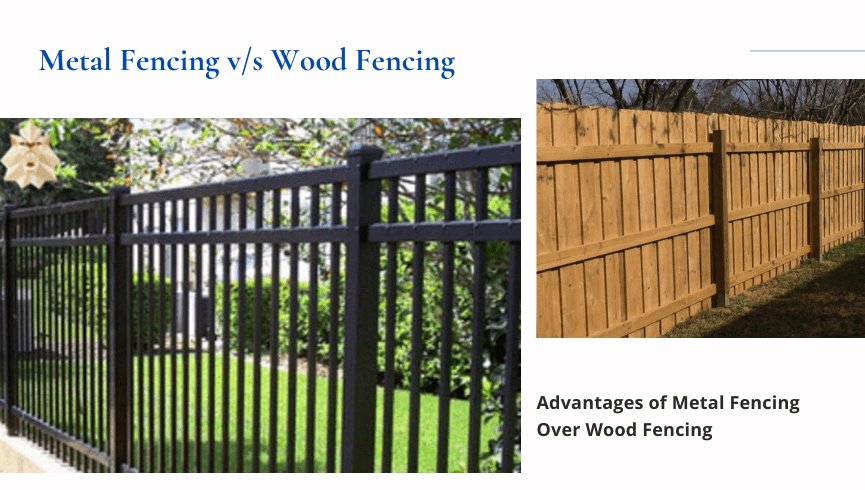 Metal Fencing v/s Wood Fencing
Advantages of Metal Fencing
Over Wood Fencing